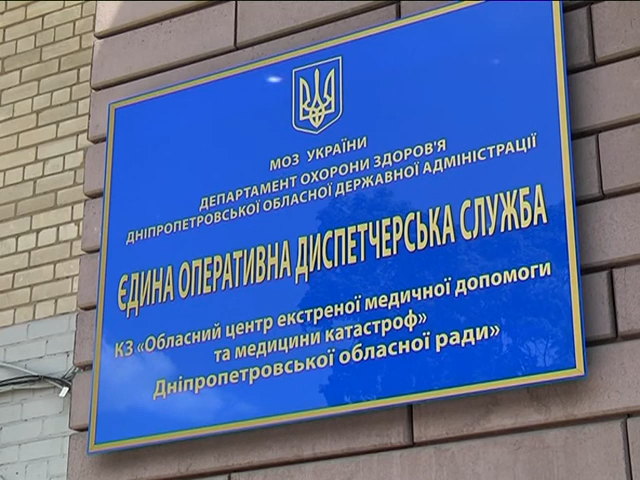 МОЗ УКРАЇНИ
ДЕПАРТАМЕНТ ОХОРОНИ ЗДОРОВ'Я
ДНІПРОПЕТРОВСЬКОЇ ОБЛАСНОЇ ДЕРЖАВНОЇ АДМІНІСТРАЦІЇ
ЄДИНА ОПЕРАТИВНА ДИСПЕТЧЕРСЬКА СЛУЖБА
КЗ «Обласний центр екстреної медичної допомоги
та медицини катастроф»
Дніпропетровської обласної ради»